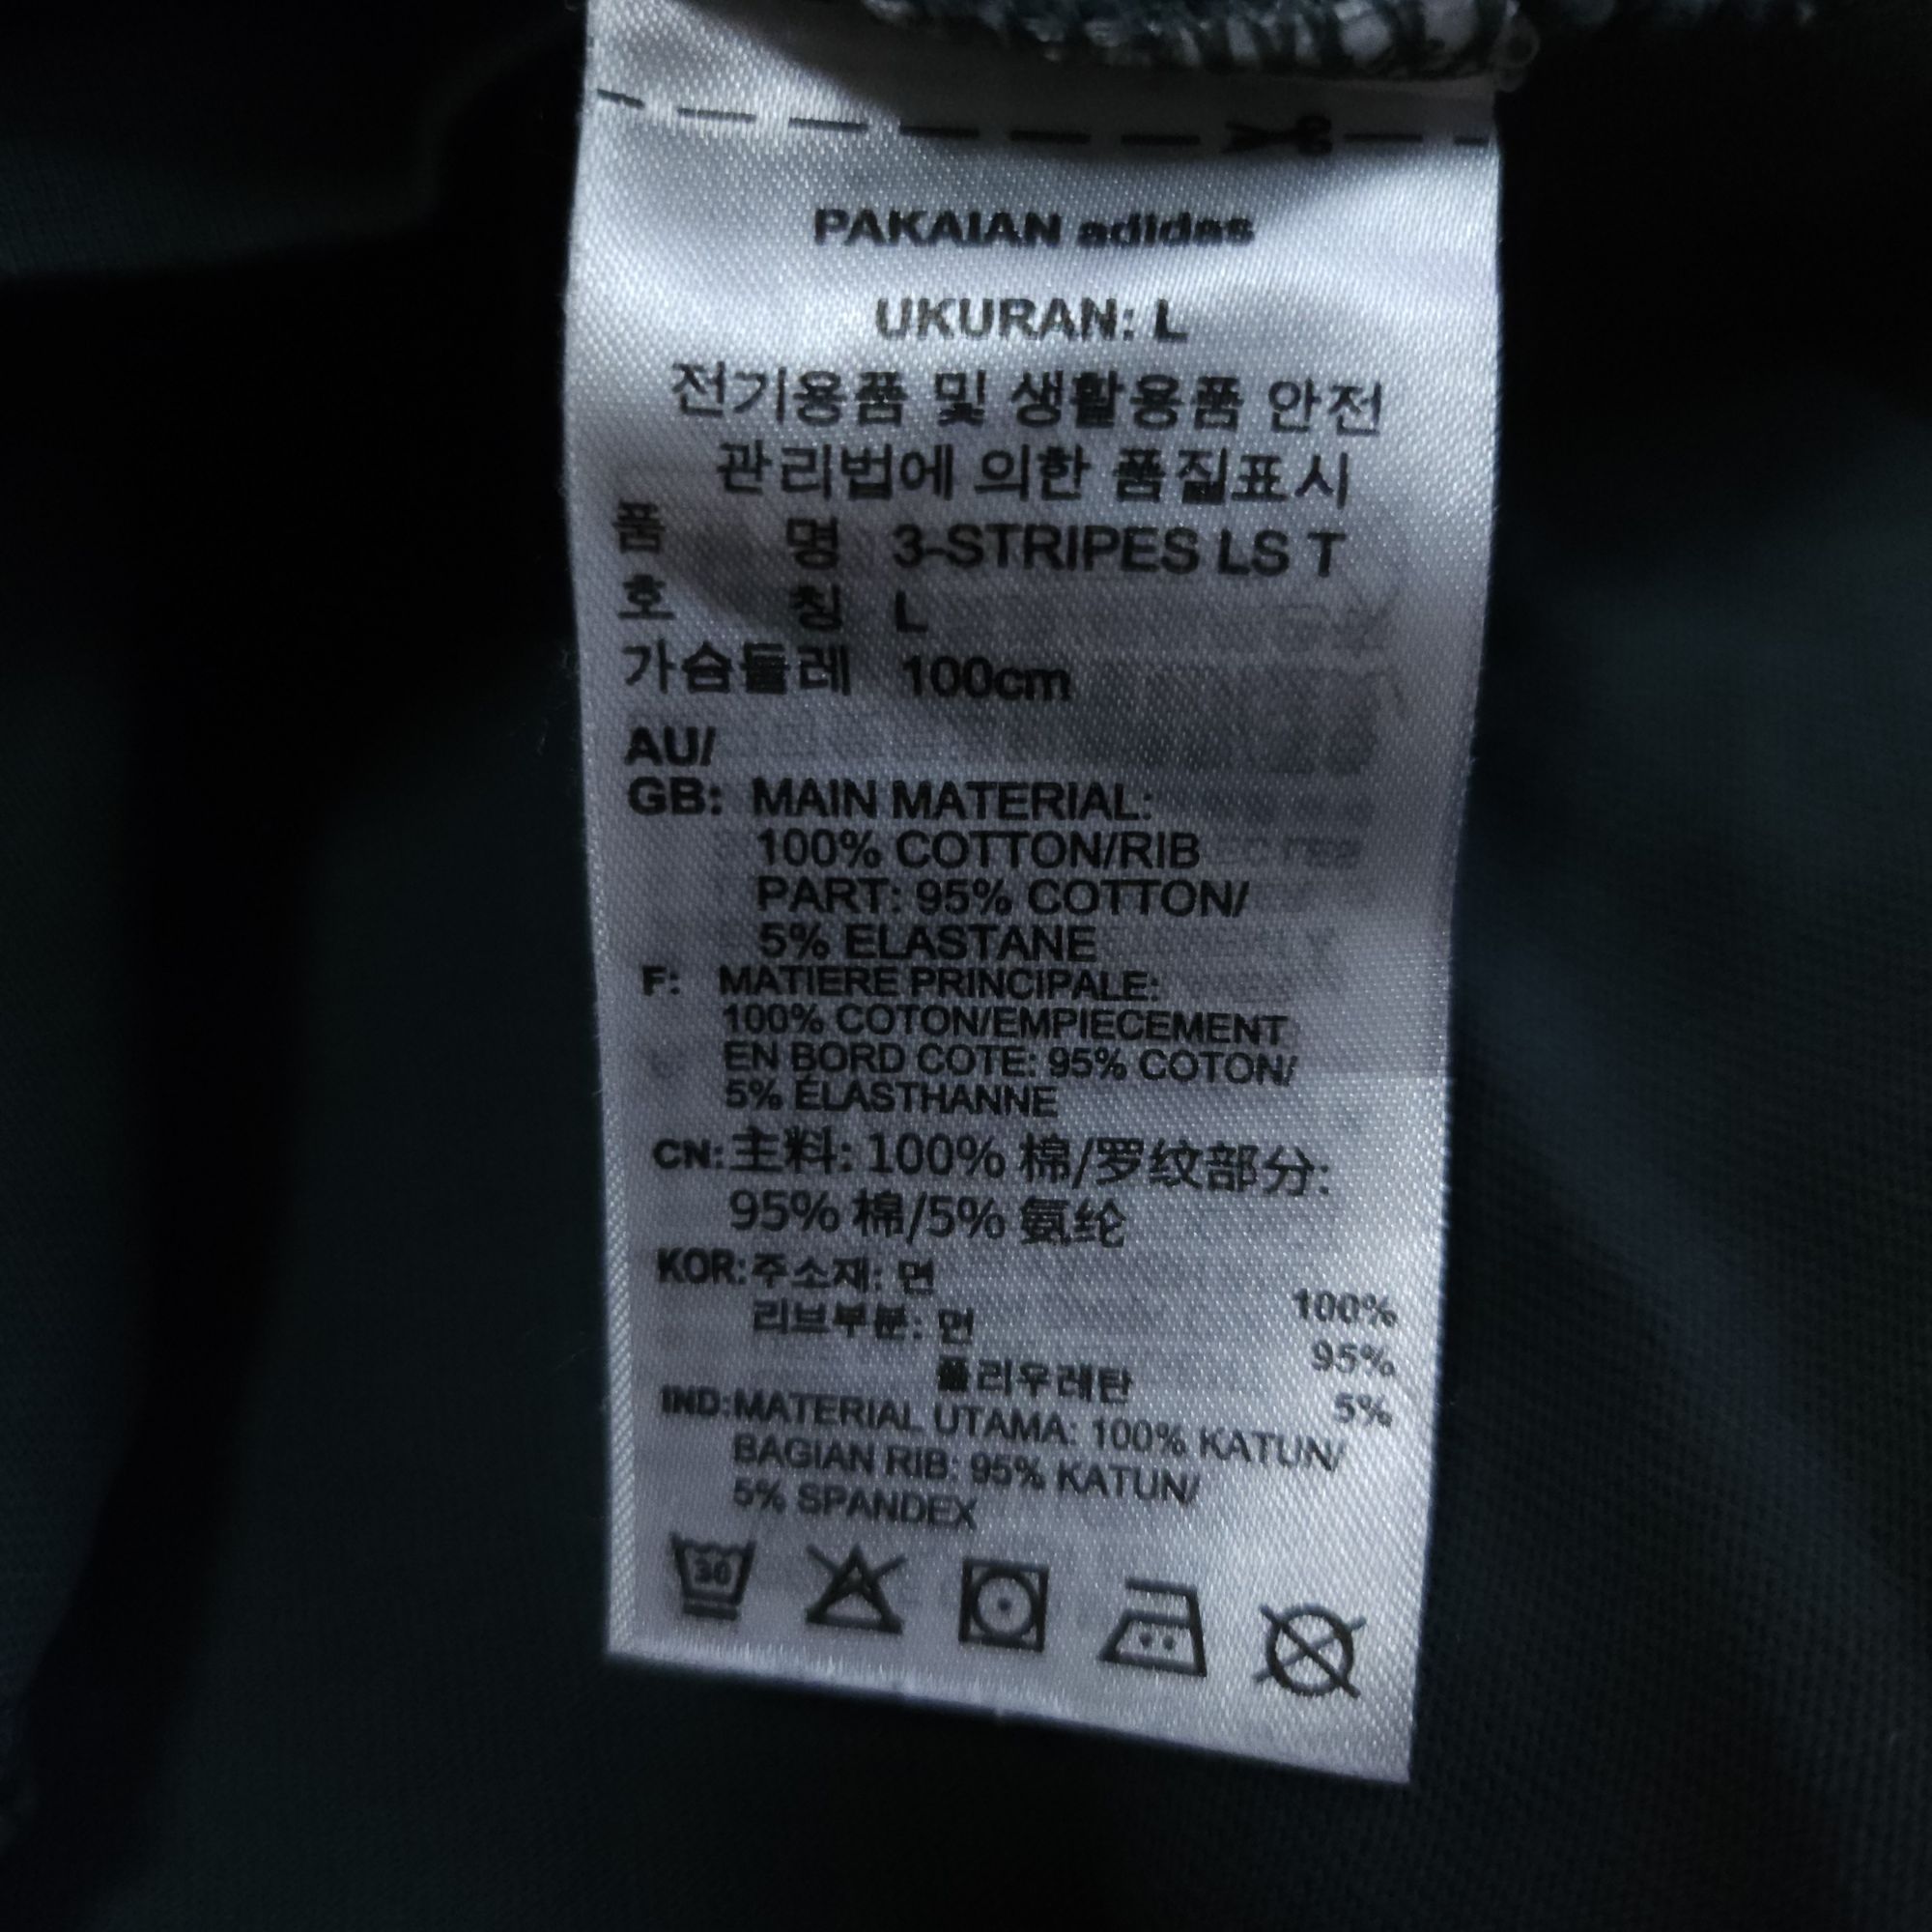 PAKAIAN adidas
UKURAN: L
전기용품 및 생활용품 안전
관리법에 의한 품질표시
품 명 3-STRIPES LS T
호 칭 L
가슴둘레 100cm
AU/
GB: MAIN MATERIAL:
100% COTTON/RIB
PART: 95% COTTON/
5% ELASTANE
F: MATIERE PRINCIPALE:
100% COTON/EMPIECEMENT
EN BORD COTE: 95% COTON/
5% ÉLASTHANNE
CN: 主料: 100% 棉/罗纹部分:
95% 棉/5% 氨纶
KOR: 주소재: 면 100%
리브부분: 면 95%
폴리우레탄 5%
IND: MATERIAL UTAMA: 100% KATUN/
BAGIAN RIB: 95% KATUN/
5% SPANDEX
30